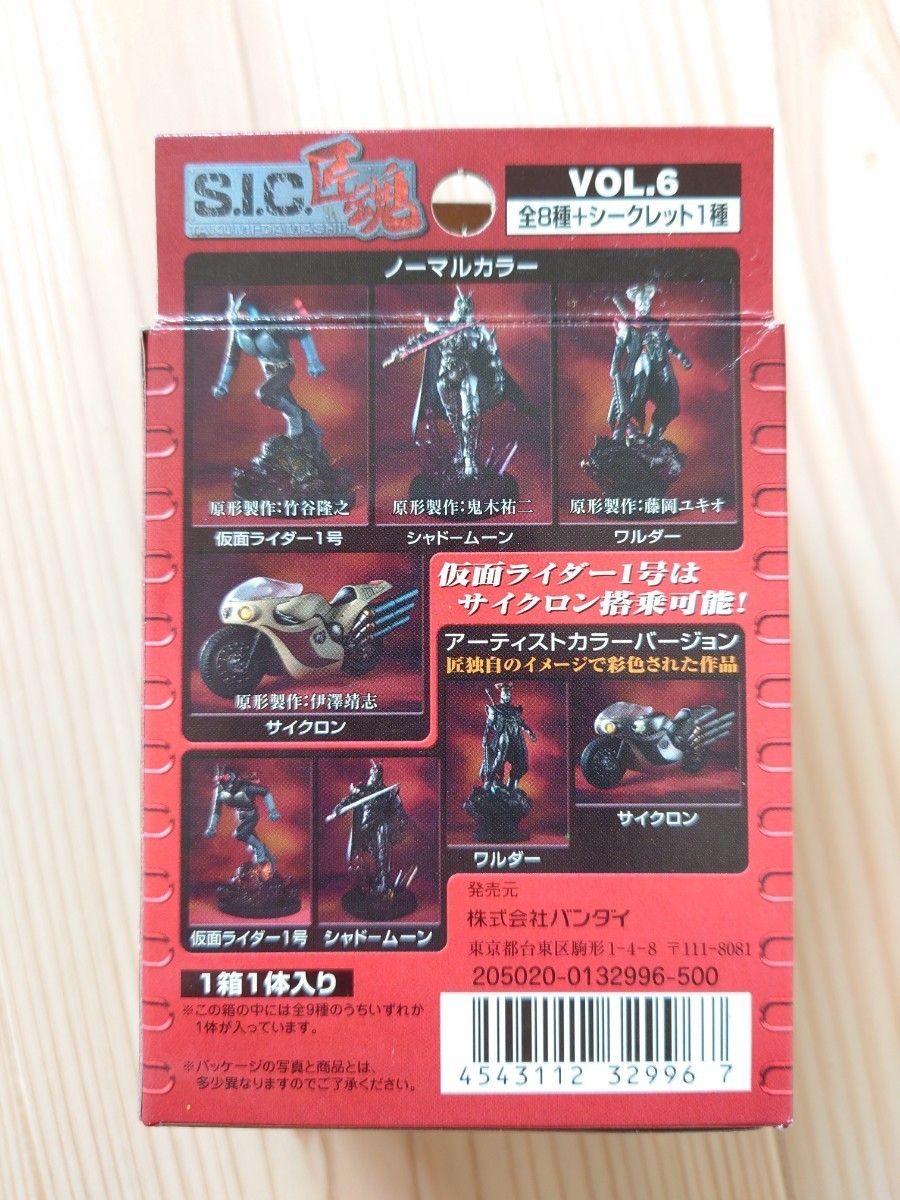 S.I.C.匠魂
TAKUMI-DAMASHII
VOL.6
全8種+シークレット1種
ノーマルカラー
原形製作:竹谷隆之
仮面ライダー1号
原形製作:鬼木祐二
シャドームーン
原形製作:藤岡ユキオ
ワルダー
原形製作:伊澤靖志
サイクロン
仮面ライダー1号は
サイクロン搭乗可能!
アーティストカラーバージョン
匠独自のイメージで彩色された作品
ワルダー
サイクロン
仮面ライダー1号
シャドームーン
1箱1体入り
※この箱の中には全9種のうちいずれか
1体が入っています。
※パッケージの写真と商品とは、
多少異なりますのでご了承ください。
発売元
株式会社バンダイ
東京都台東区駒形1-4-8 〒111-8081
205020-0132996-500
4543112 32996 7